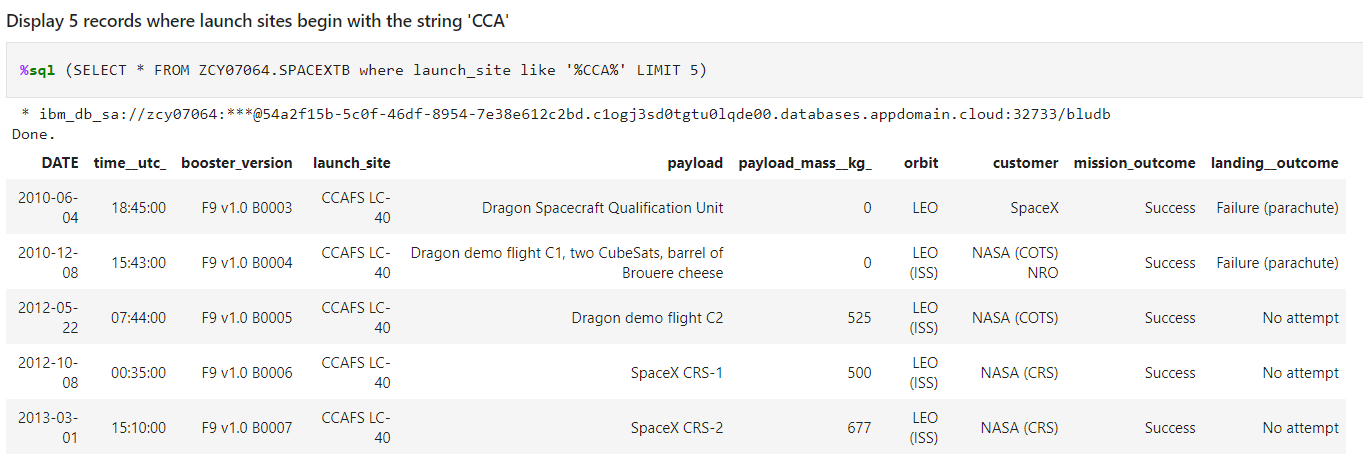 Display 5 records where launch sites begin with the string 'CCA'
%sql (SELECT * FROM ZCY07064.SPACEXTB where launch_site like '%CCA%' LIMIT 5)
* ibm_db_sa://zcy07064:***@54a2f15b-5c0f-46df-8954-7e38e612c2bd.c1ogj3sd0tgtu0lqde00.databases.appdomain.cloud:32733/bludb
Done.
DATE time__utc_ booster_version launch_site payload payload_mass__kg_ orbit customer mission_outcome landing__outcome
2010-06-04 18:45:00 F9 v1.0 B0003 CCAFS LC-40 Dragon Spacecraft Qualification Unit 0 LEO SpaceX Success Failure (parachute)
2010-12-08 15:43:00 F9 v1.0 B0004 CCAFS LC-40 Dragon demo flight C1, two CubeSats, barrel of Brouere cheese 0 LEO (ISS) NASA (COTS) NRO Success Failure (parachute)
2012-05-22 07:44:00 F9 v1.0 B0005 CCAFS LC-40 Dragon demo flight C2 525 LEO (ISS) NASA (COTS) Success No attempt
2012-10-08 00:35:00 F9 v1.0 B0006 CCAFS LC-40 SpaceX CRS-1 500 LEO (ISS) NASA (CRS) Success No attempt
2013-03-01 15:10:00 F9 v1.0 B0007 CCAFS LC-40 SpaceX CRS-2 677 LEO (ISS) NASA (CRS) Success No attempt